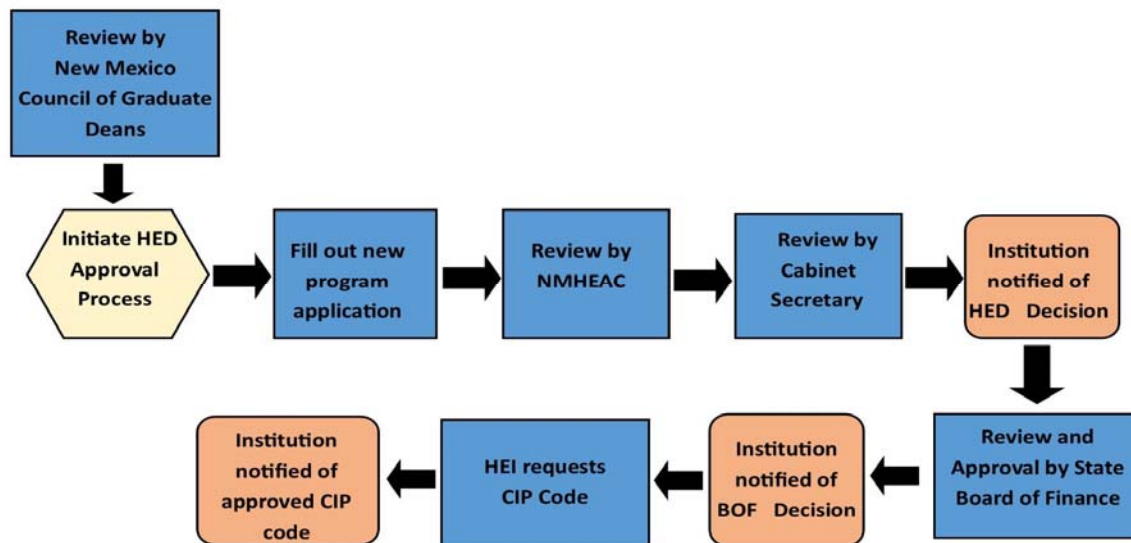 Review by
New Mexico
Council of Graduate
Deans
Initiate HED
Approval
Process
Fill out new
program
application
Review by
NMHEAC
Review by
Cabinet
Secretary
Institution
notified of
HED Decision
Review and
Approval by State
Board of Finance
Institution
notified of
BOF Decision
HEI requests
CIP Code
Institution
notified of
approved CIP
code